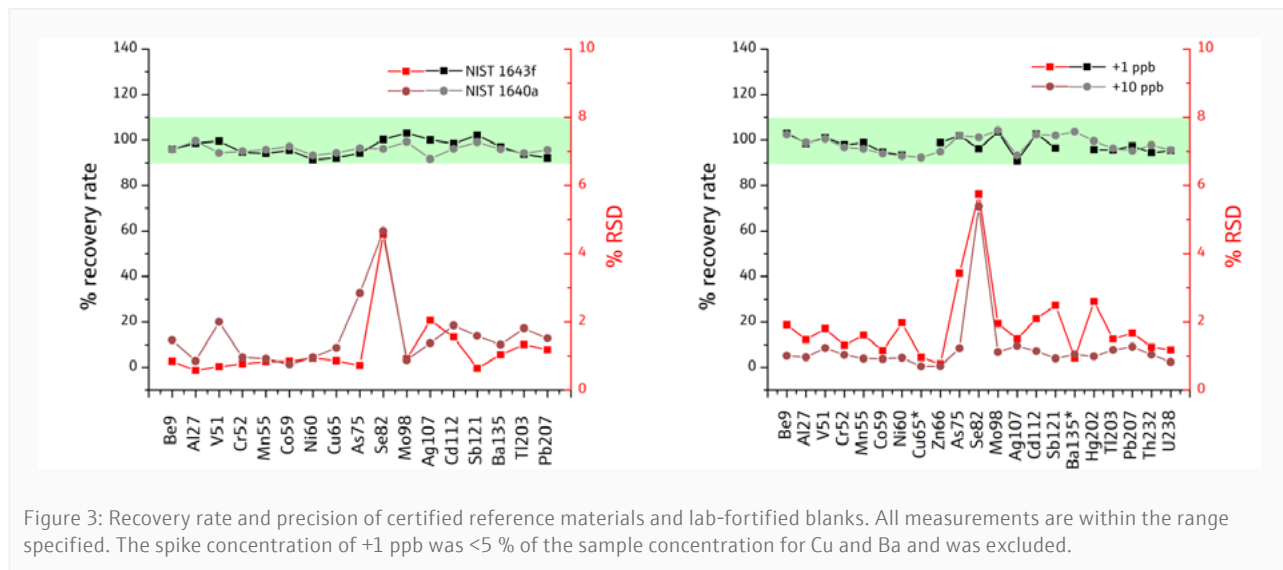 140
120
100
80
60
40
20
0
% recovery rate
10
8
6
4
2
0
% RSD
NIST 1643f
NIST 1640a
Be9
Al27
V51
Cr52
Mn55
Co59
Ni60
Cu65
As75
Se82
Mo98
Ag107
Cd112
Sb121
Ba135
Tl203
Pb207
140
120
100
80
60
40
20
0
% recovery rate
10
8
6
4
2
0
% RSD
+1 ppb
+10 ppb
Be9
Al27
V51
Cr52
Mn55
Co59
Ni60
Cu65*
Zn66
As75
Se82
Mo98
Ag107
Cd112
Sb121
Ba135*
Hg202
Tl203
Pb207
Th232
U238
Figure 3: Recovery rate and precision of certified reference materials and lab-fortified blanks. All measurements are within the range
specified. The spike concentration of +1 ppb was <5 % of the sample concentration for Cu and Ba and was excluded.